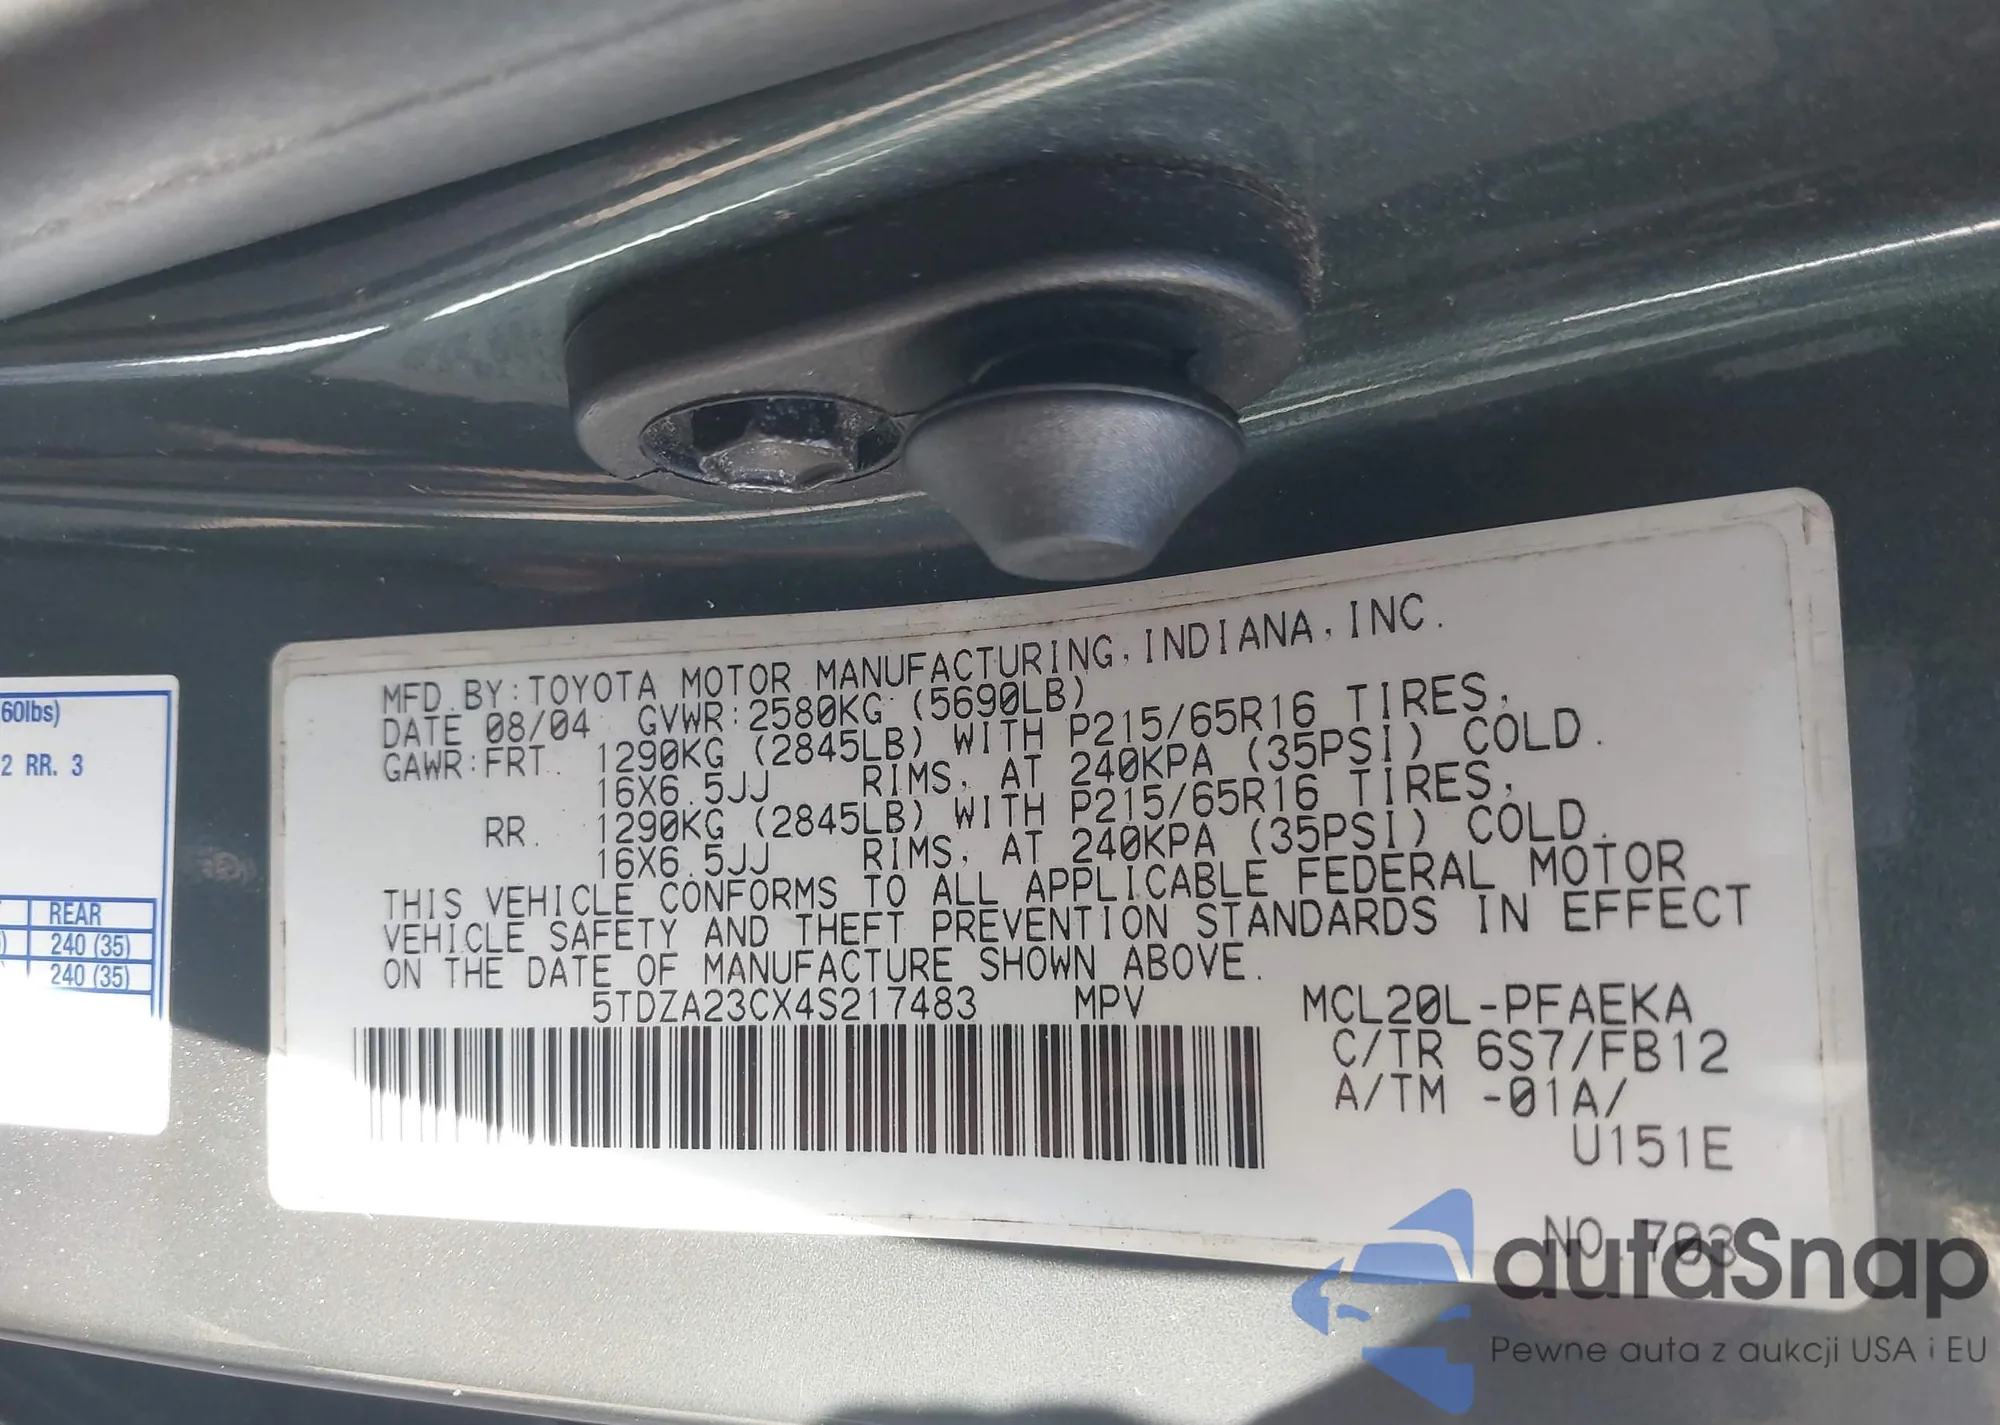 MFD.BY:TOYOTA MOTOR MANUFACTURING,INDIANA,INC.
DATE 08/04 GVWR:2580KG (5690LB)
GAWR:FRT. 1290KG (2845LB) WITH P215/65R16 TIRES,
16X6.5JJ RIMS, AT 240KPA (35PSI) COLD.
RR. 1290KG (2845LB) WITH P215/65R16 TIRES,
16X6.5JJ RIMS, AT 240KPA (35PSI) COLD.
THIS VEHICLE CONFORMS TO ALL APPLICABLE FEDERAL MOTOR
VEHICLE SAFETY AND THEFT PREVENTION STANDARDS IN EFFECT
ON THE DATE OF MANUFACTURE SHOWN ABOVE.
5TDZA23CX4S217483 MPV MCL20L-PFAEKA
C/TR 6S7/FB12
A/TM -01A/
U151E
NO.
60lbs)
2 RR. 3
REAR
240 (35)
240 (35)
autaSnap
Pewne auta z aukcji USA i EU